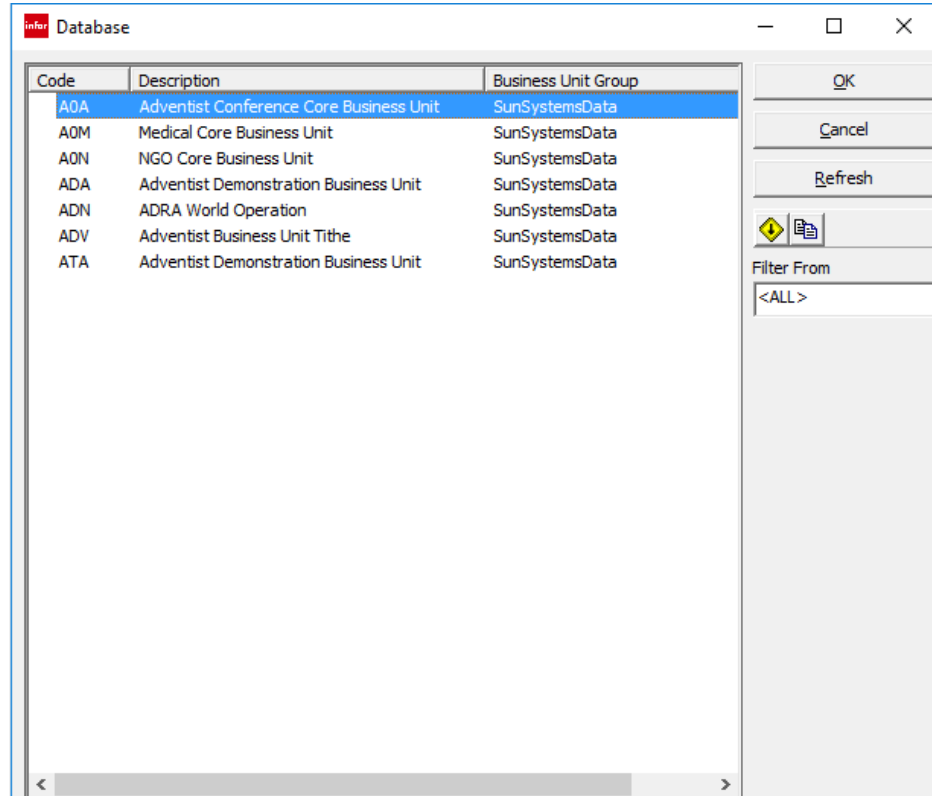 infor Database
Code Description Business Unit Group
A0A Adventist Conference Core Business Unit SunSystemsData
A0M Medical Core Business Unit SunSystemsData
A0N NGO Core Business Unit SunSystemsData
ADA Adventist Demonstration Business Unit SunSystemsData
ADN ADRA World Operation SunSystemsData
ADV Adventist Business Unit Tithe SunSystemsData
ATA Adventist Demonstration Business Unit SunSystemsData
OK
Cancel
Refresh
Filter From
<ALL>